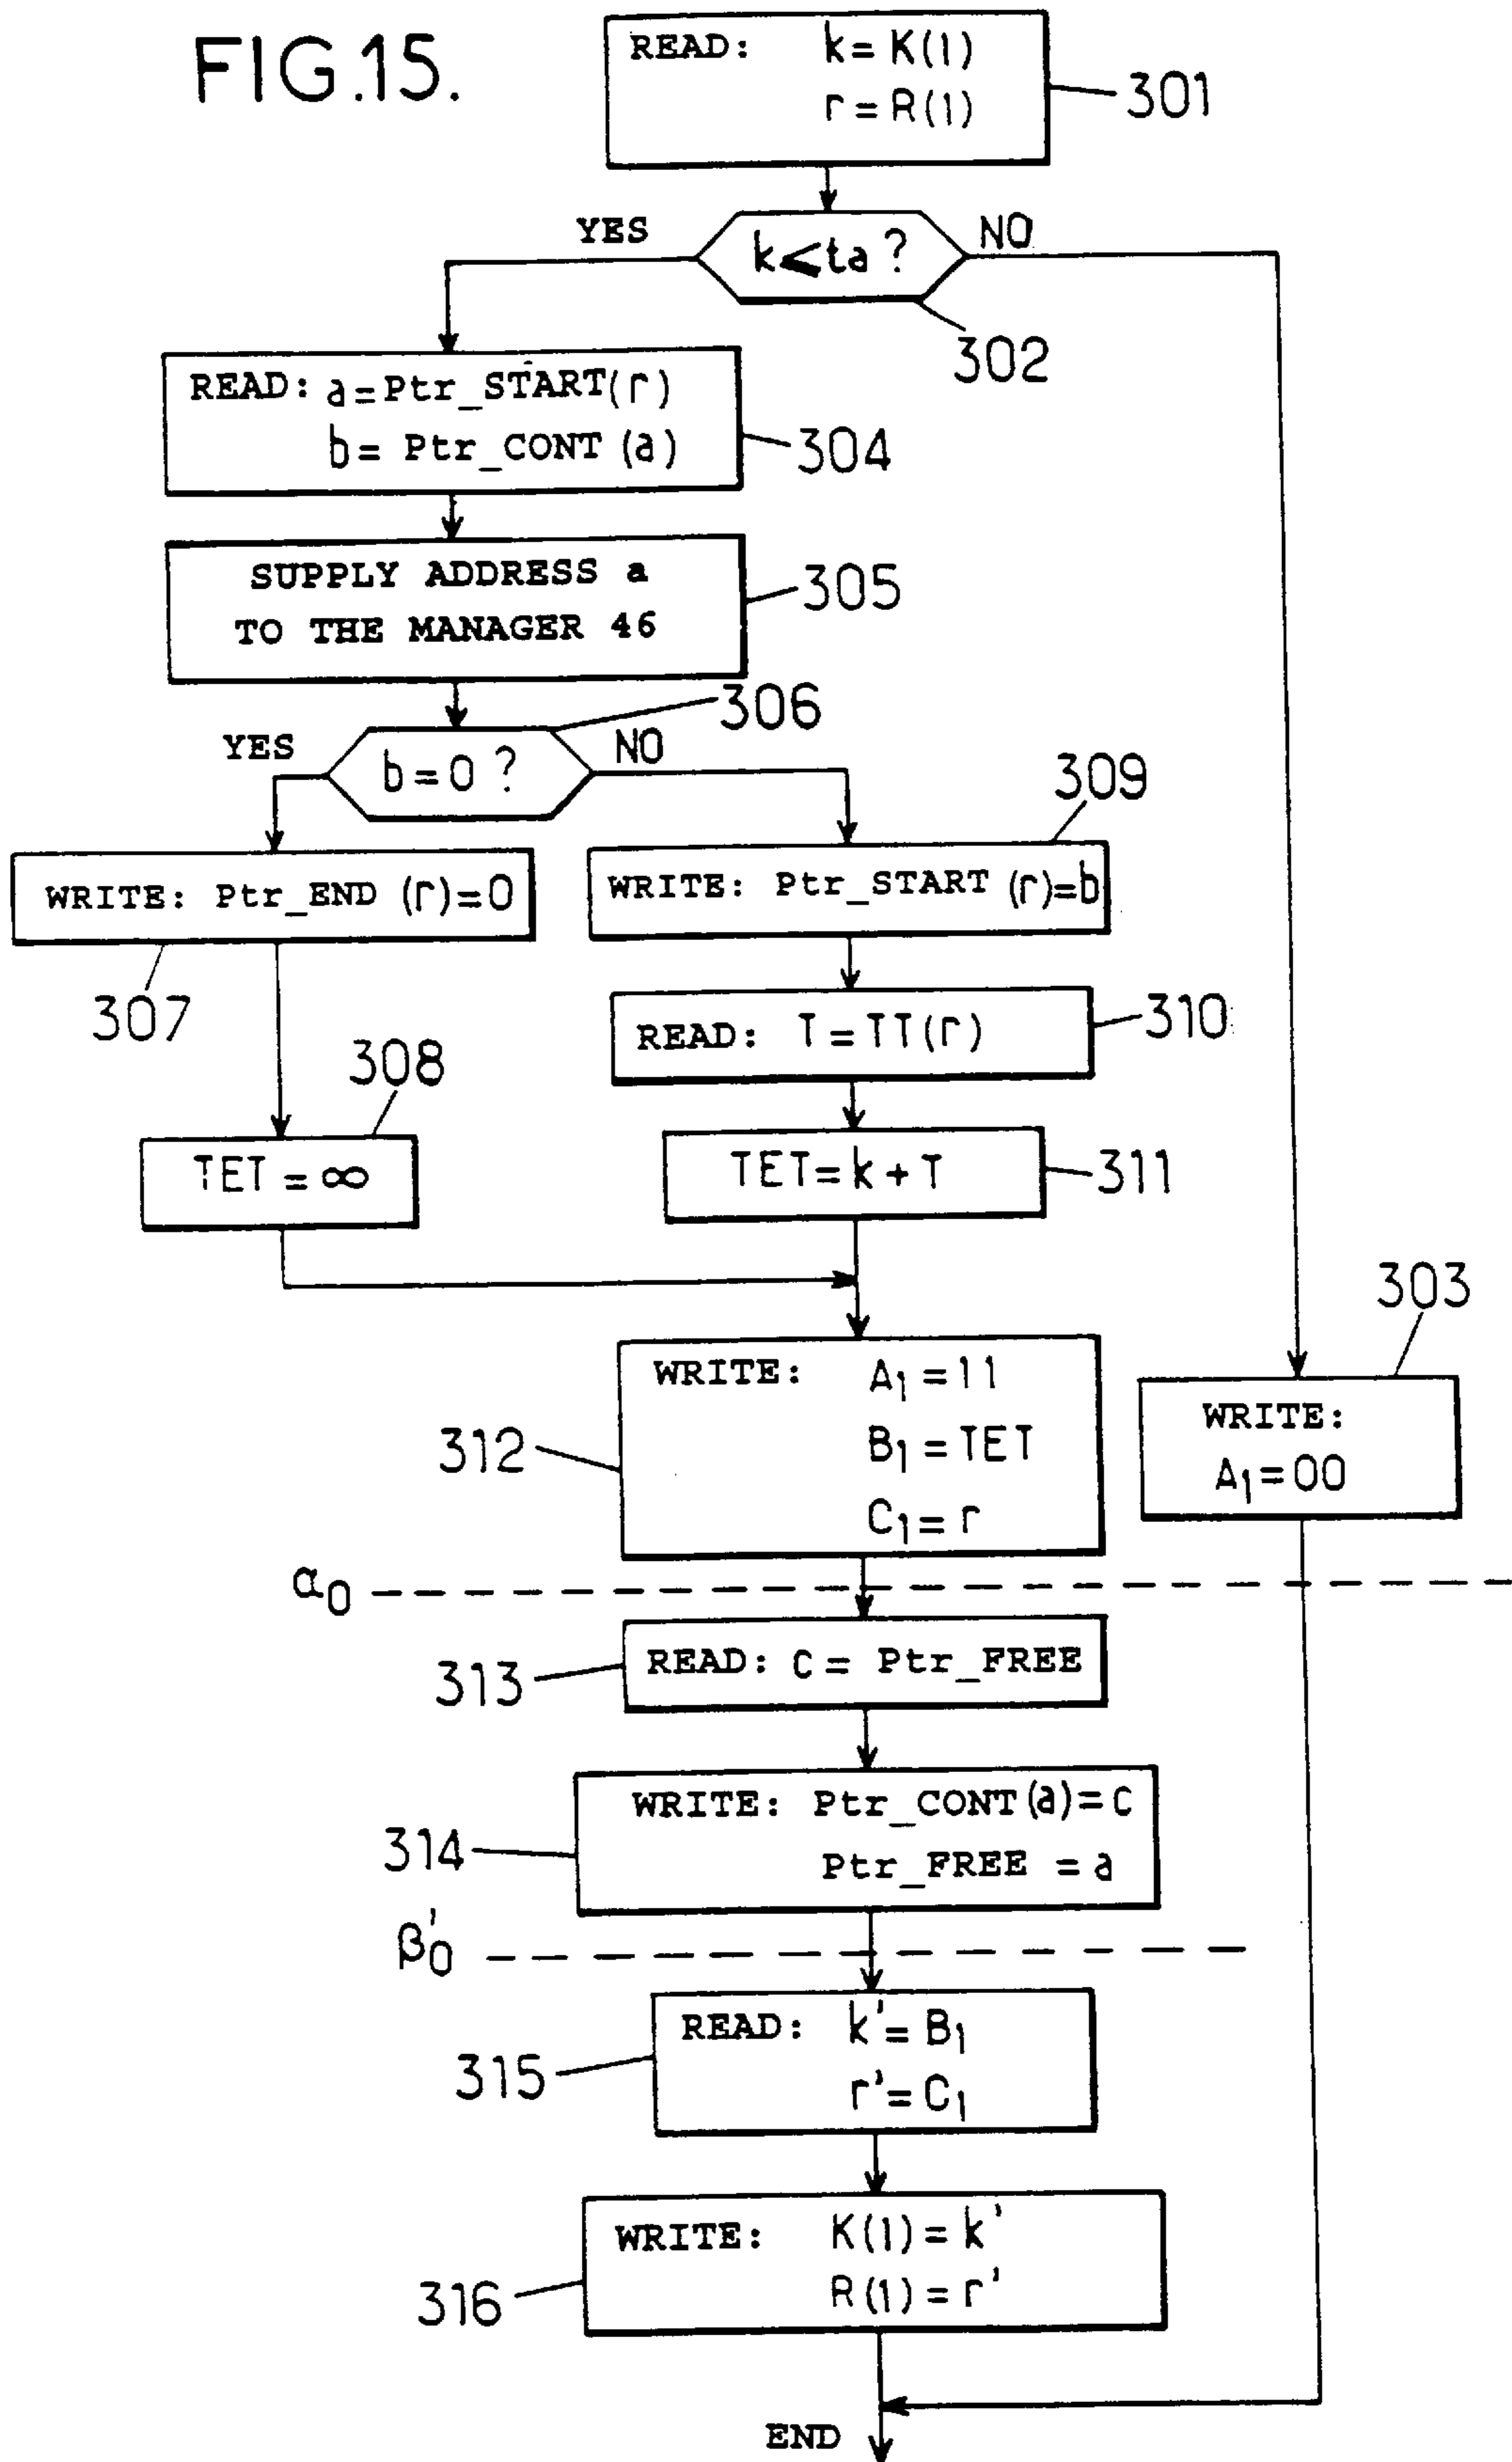 FIG.15.
READ: k=K(1)
r=R(1)
301
YES
k⩽ta ?
NO
302
READ: a=Ptr_START(r)
b= Ptr_CONT (a)
304
SUPPLY ADDRESS a
TO THE MANAGER 46
305
306
YES
b=0 ?
NO
309
WRITE: Ptr_END (r)=0
WRITE: Ptr_START (r)=b
307
READ: T=TT(r)
310
308
TET=∞
TET=k+T
311
303
WRITE: A₁=11
B₁=TET
C₁=r
312
WRITE:
A₁=00
α₀
READ: c= Ptr_FREE
313
WRITE: Ptr_CONT(a)=c
Ptr_FREE =a
314
β'₀
READ: k'=B₁
r'=C₁
315
WRITE: K(1)=k'
R(1)=r'
316
END